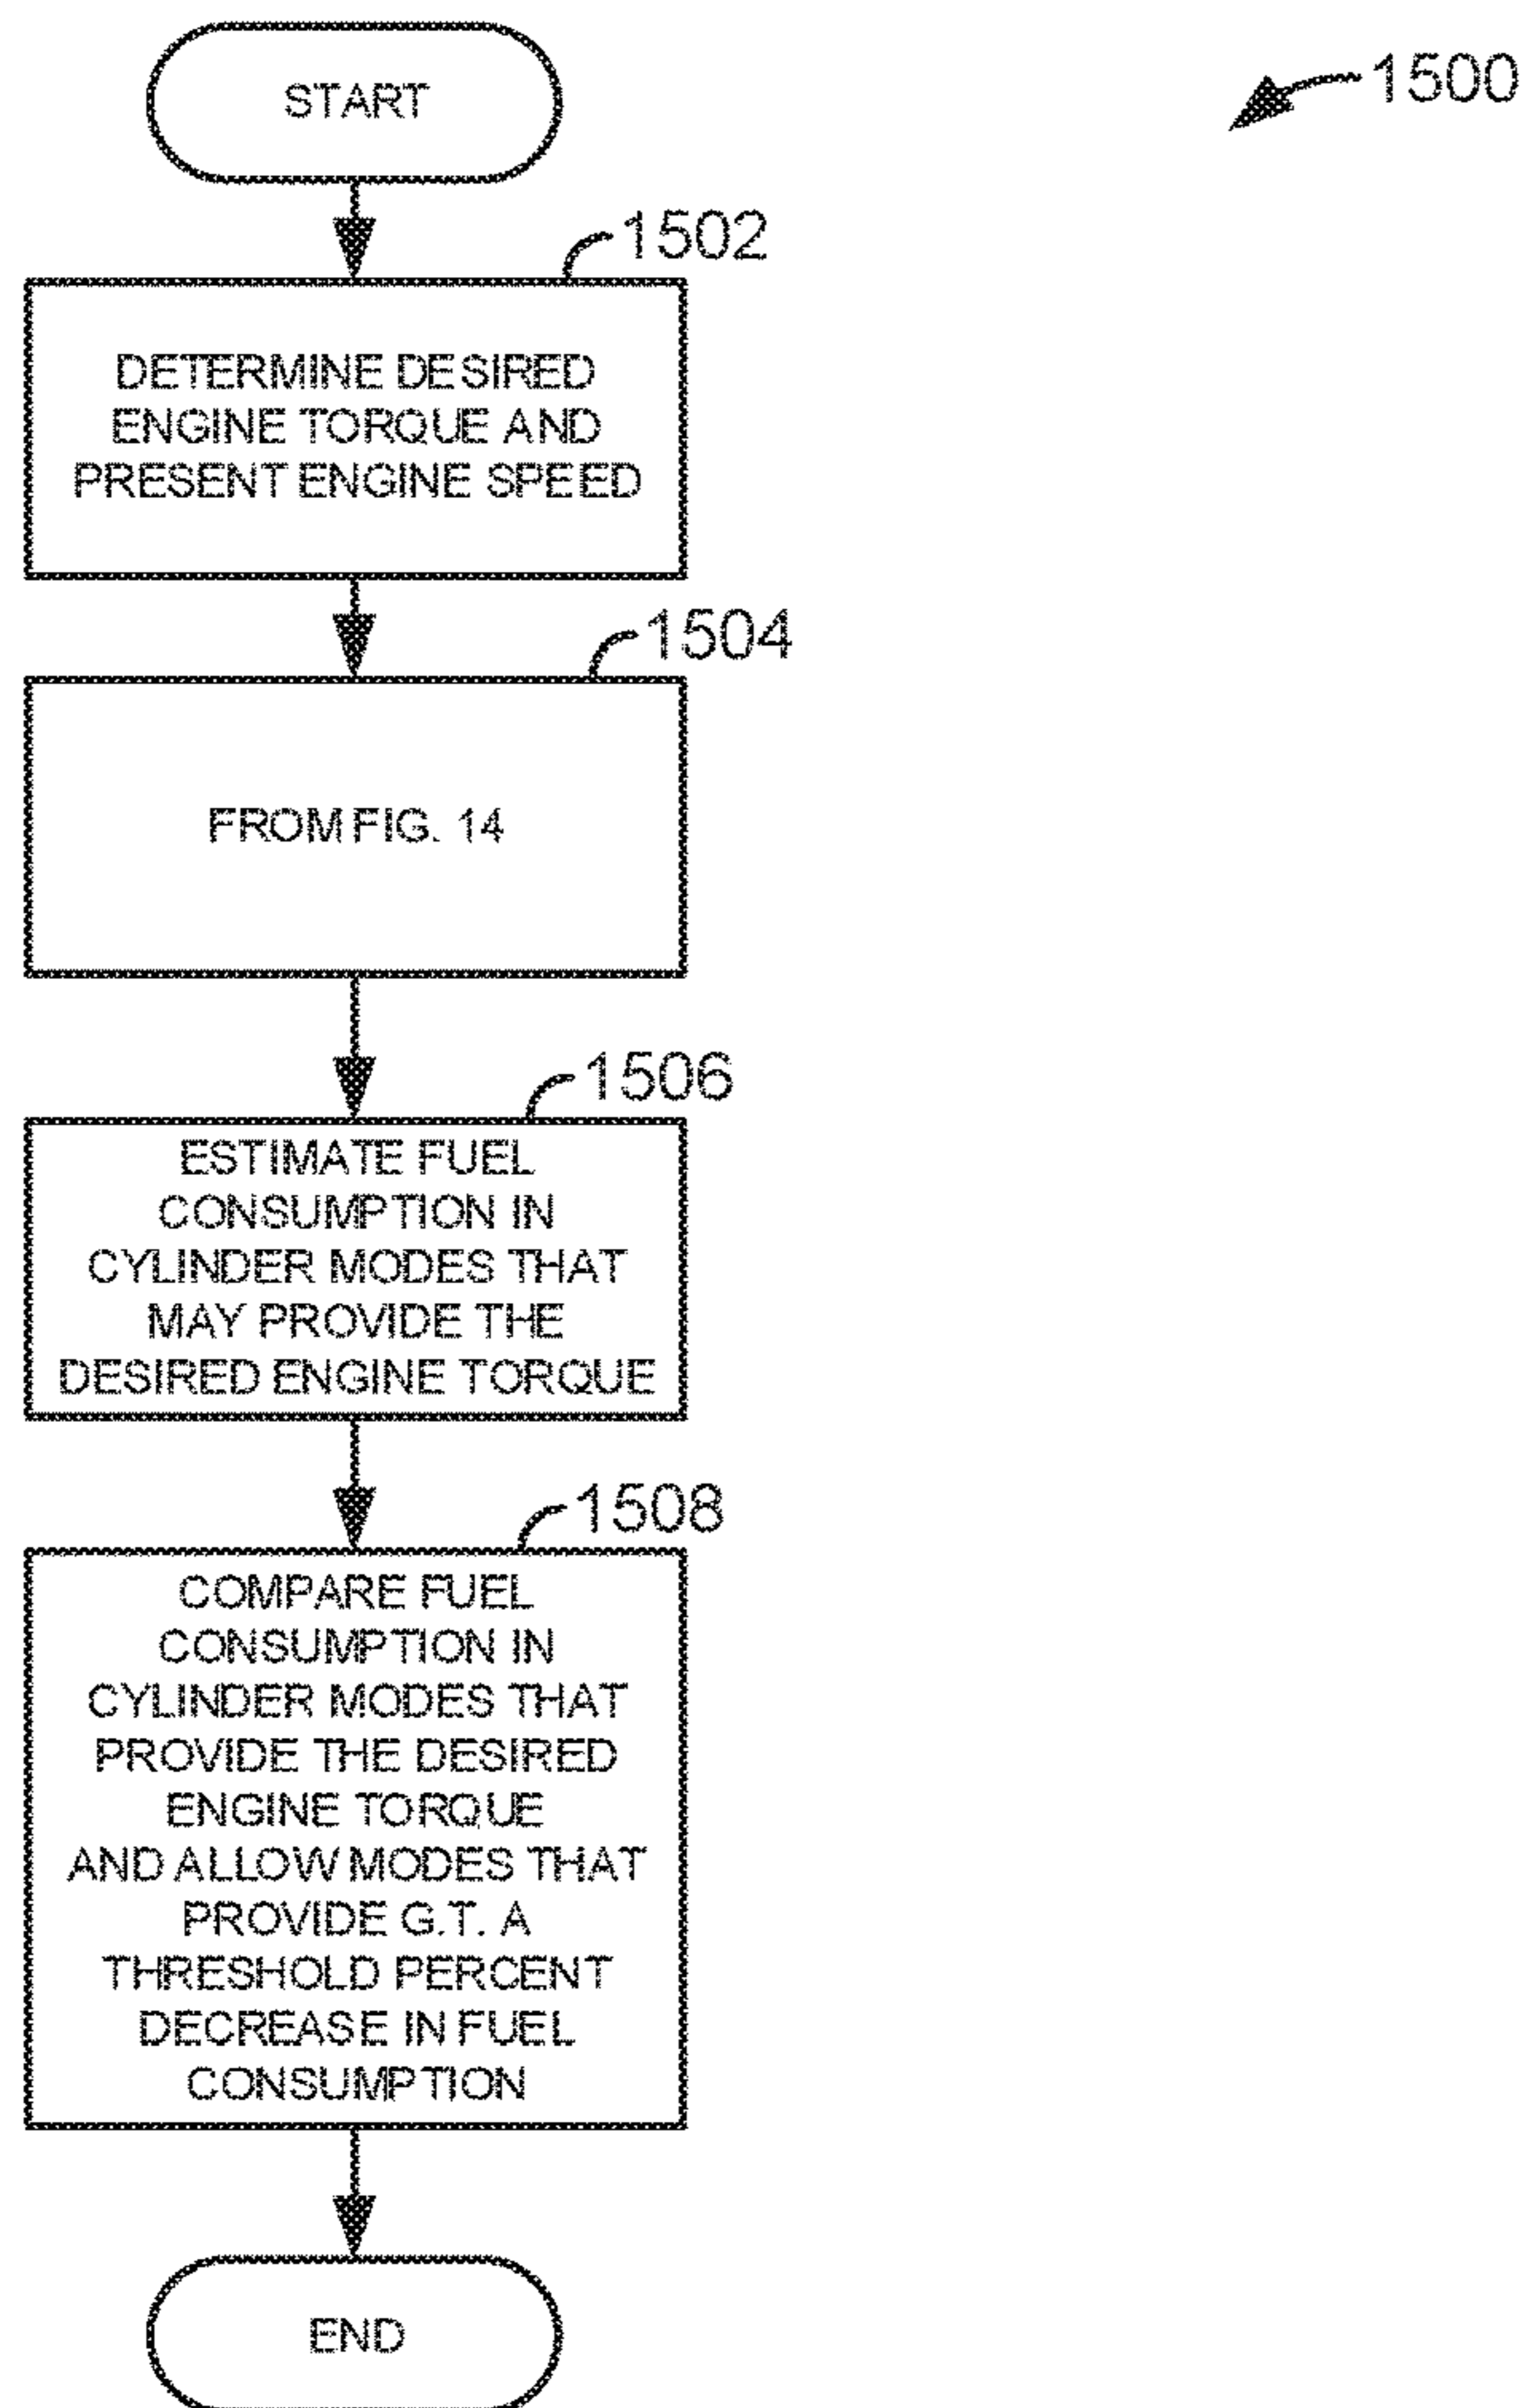 START
1500
1502
DETERMINE DESIRED
ENGINE TORQUE AND
PRESENT ENGINE SPEED
1504
FROM FIG. 14
1506
ESTIMATE FUEL
CONSUMPTION IN
CYLINDER MODES THAT
MAY PROVIDE THE
DESIRED ENGINE TORQUE
1508
COMPARE FUEL
CONSUMPTION IN
CYLINDER MODES THAT
PROVIDE THE DESIRED
ENGINE TORQUE
AND ALLOW MODES THAT
PROVIDE G.T. A
THRESHOLD PERCENT
DECREASE IN FUEL
CONSUMPTION
END